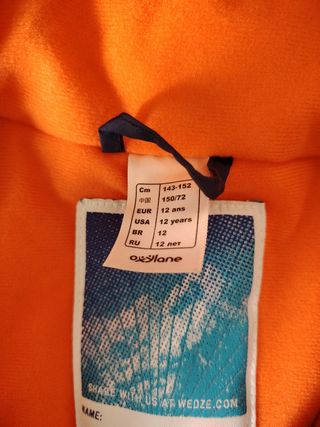 Cm 143-152
中国 150/72
EUR 12 ans
USA 12 years
BR 12
RU 12 лет
oxylane
SHARE WITH US AT WEDZE.COM
NAME: